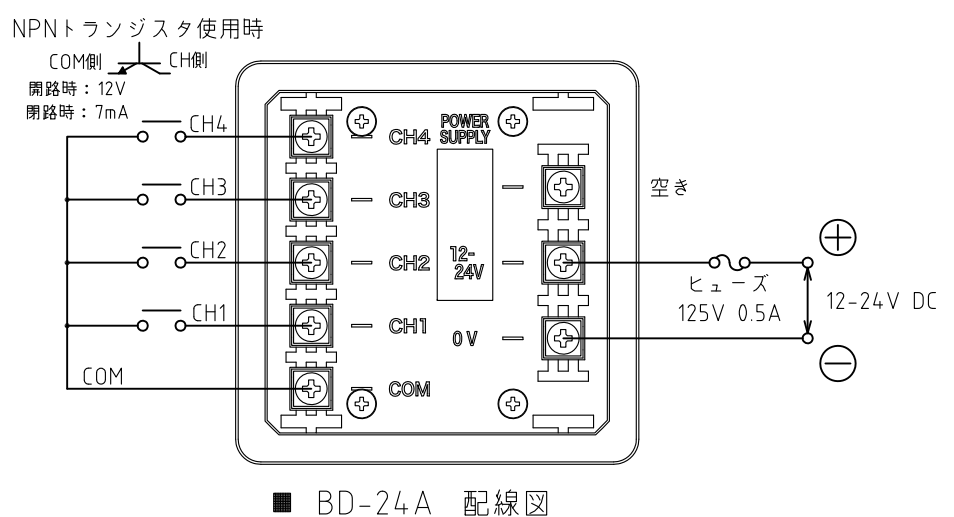 NPNトランジスタ使用時
COM側
CH側
開路時：12V
閉路時：7mA
CH4
CH3
CH2
CH1
COM
CH4
CH3
CH2
CH1
COM
POWER
SUPPLY
12-
24V
0V
空き
ヒューズ
125V 0.5A
+
12-24V DC
−
■ BD-24A 配線図